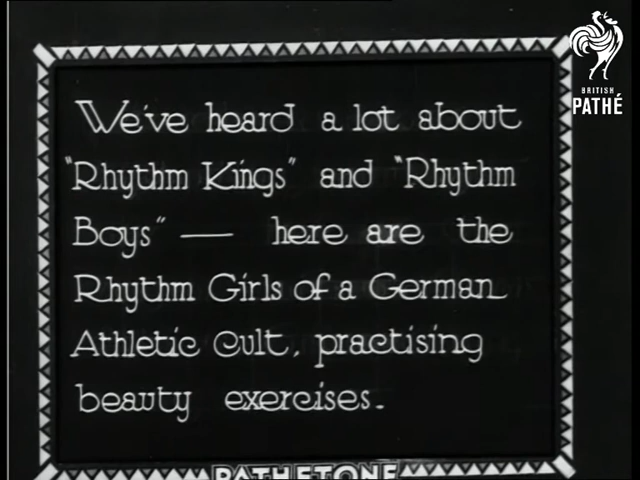 We've heard a lot about
"Rhythm Kings" and "Rhythm
Boys" — here are the
Rhythm Girls of a German
Athletic Cult, practising
beauty exercises.
PATHETONE
BRITISH
PATHÉ